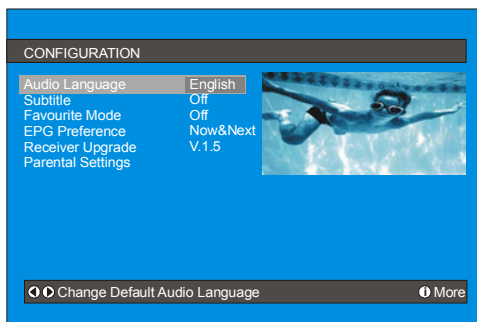 CONFIGURATION
Audio Language English
Subtitle Off
Favourite Mode Off
EPG Preference Now&Next
Receiver Upgrade V.1.5
Parental Settings
Change Default Audio Language i More